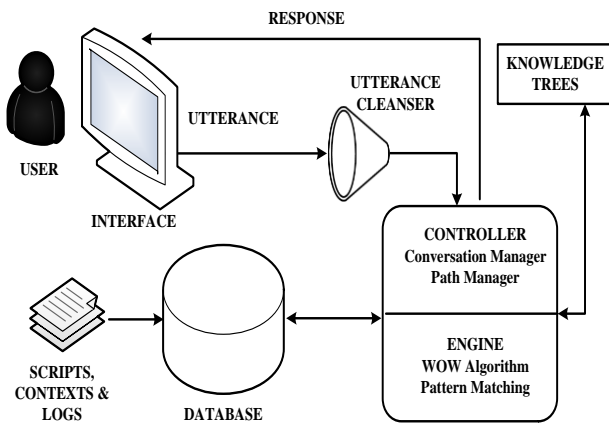 RESPONSE
KNOWLEDGE
TREES
UTTERANCE
CLEANSER
UTTERANCE
USER
INTERFACE
CONTROLLER
Conversation Manager
Path Manager
ENGINE
WOW Algorithm
Pattern Matching
SCRIPTS,
CONTEXTS &
LOGS
DATABASE